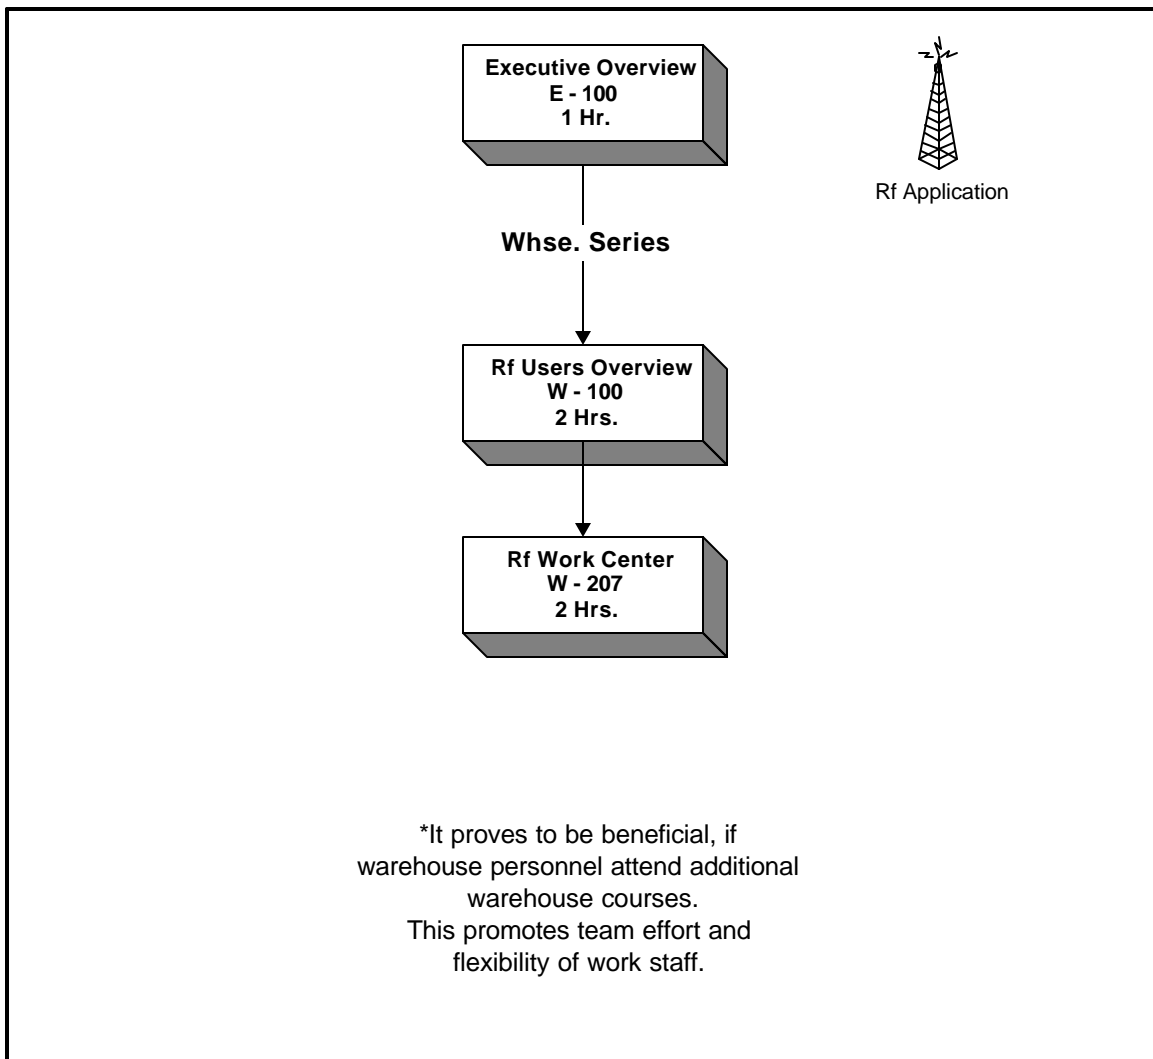 Executive Overview
E - 100
1 Hr.
Rf Application
Whse. Series
Rf Users Overview
W - 100
2 Hrs.
Rf Work Center
W - 207
2 Hrs.
*It proves to be beneficial, if
warehouse personnel attend additional
warehouse courses.
This promotes team effort and
flexibility of work staff.